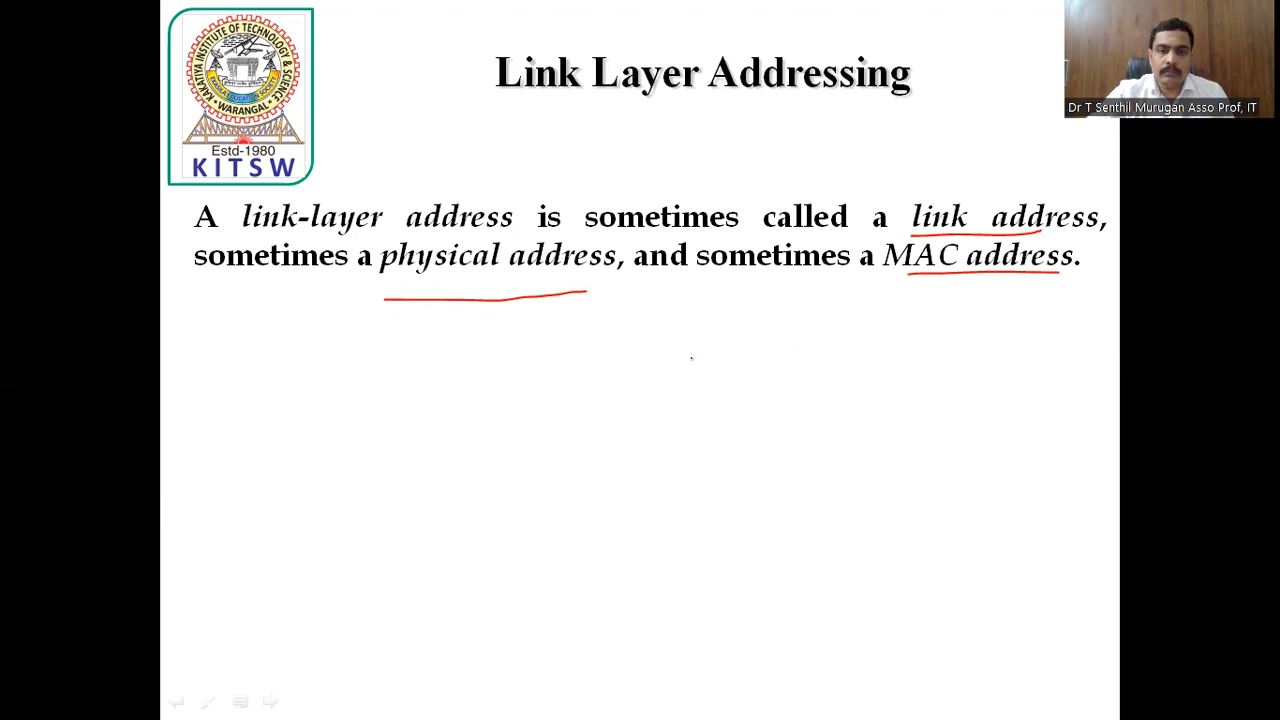 KAKATIYA INSTITUTE OF TECHNOLOGY & SCIENCE
WARANGAL
Estd-1980
KITSW
Link Layer Addressing
Dr T Senthil Murugan Asso Prof, IT
A link-layer address is sometimes called a link address,
sometimes a physical address, and sometimes a MAC address.